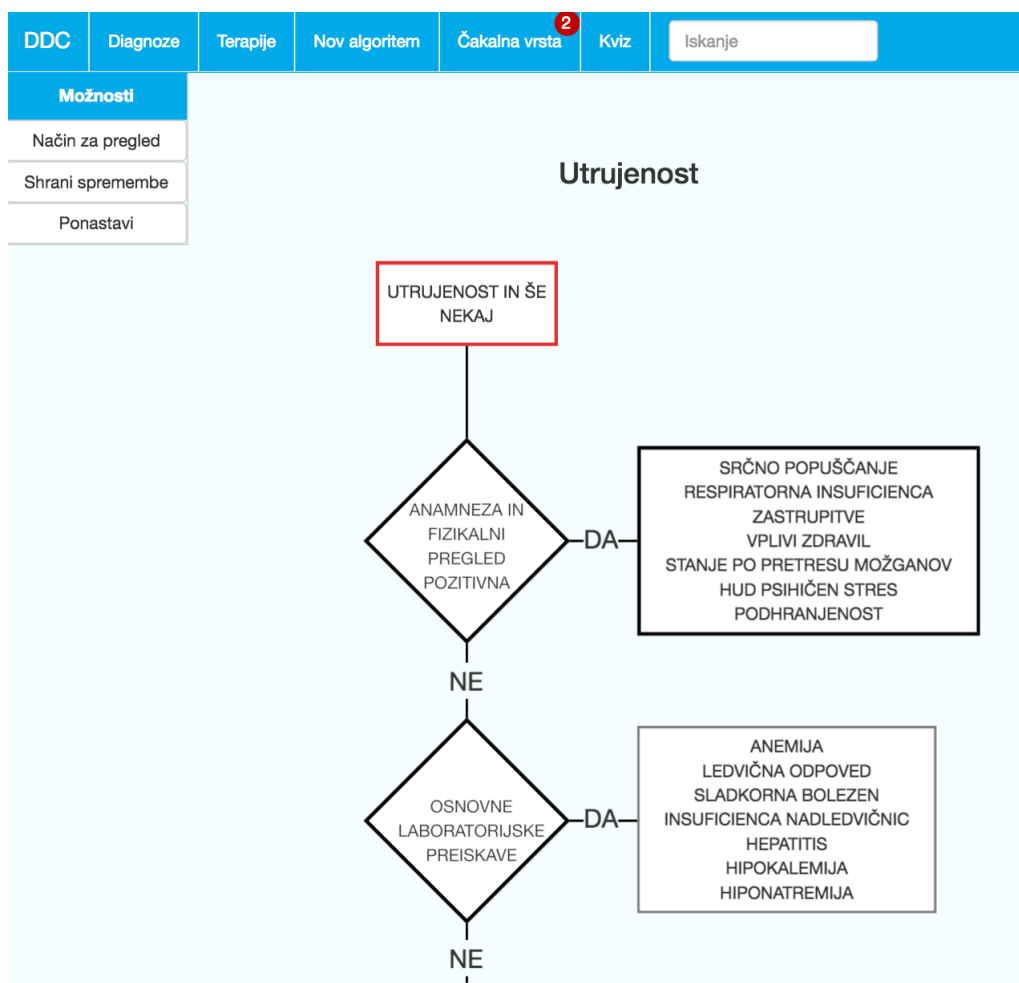 DDC Diagnoze Terapije Nov algoritem Čakalna vrsta 2 Kviz Iskanje
Možnosti
Način za pregled
Shrani spremembe
Ponastavi
Utrujenost
UTRUJENOST IN ŠE
NEKAJ
ANAMNEZA IN
FIZIKALNI
PREGLED
POZITIVNA
DA
SRČNO POPUŠČANJE
RESPIRATORNA INSUFICIENCA
ZASTRUPITVE
VPLIVI ZDRAVIL
STANJE PO PRETRESU MOŽGANOV
HUD PSIHIČEN STRES
PODHRANJENOST
NE
OSNOVNE
LABORATORIJSKE
PREISKAVE
DA
ANEMIJA
LEDVIČNA ODPOVED
SLADKORNA BOLEZEN
INSUFICIENCA NADLEDVIČNIC
HEPATITIS
HIPOKALEMIJA
HIPONATREMIJA
NE